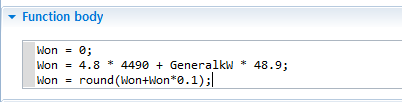 Function body
Won = 0;
Won = 4.8 * 4490 + GeneralkW * 48.9;
Won = round(Won+Won*0.1);